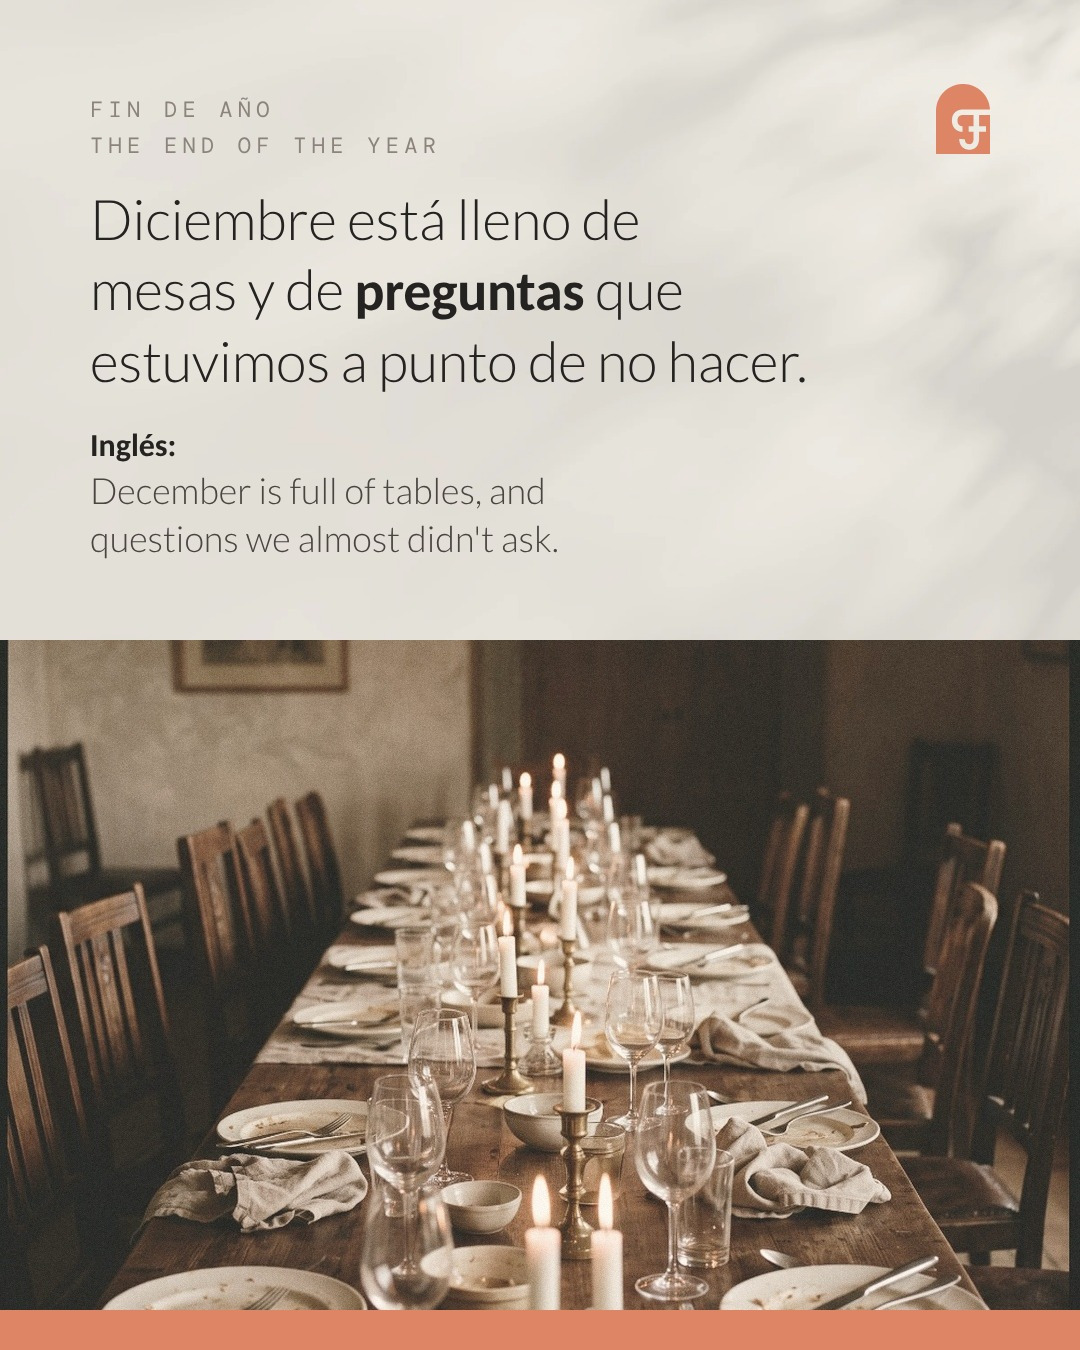 FIN DE AÑO
THE END OF THE YEAR
Diciembre está lleno de
mesas y de preguntas que
estuvimos a punto de no hacer.
Inglés:
December is full of tables, and
questions we almost didn't ask.